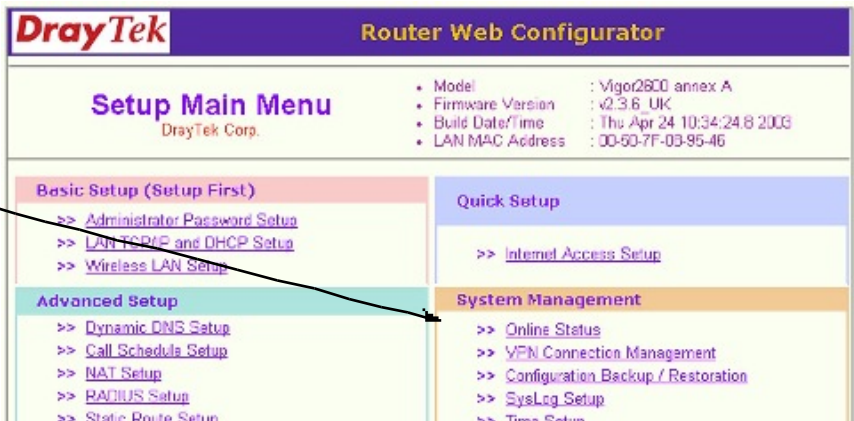 DrayTek
Router Web Configurator
Setup Main Menu
DrayTek Corp.
• Model : Vigor2600 annex A
• Firmware Version : v2.3.6_UK
• Build Date/Time : Thu Apr 24 10:34:24.8 2003
• LAN MAC Address : 00-50-7F-08-95-46
Basic Setup (Setup First)
>> Administrator Password Setup
>> LAN TCP/IP and DHCP Setup
>> Wireless LAN Setup
Quick Setup
>> Internet Access Setup
Advanced Setup
>> Dynamic DNS Setup
>> Call Schedule Setup
>> NAT Setup
>> RADIUS Setup
>> Static Route Setup
System Management
>> Online Status
>> VPN Connection Management
>> Configuration Backup / Restoration
>> SysLog Setup
>> Time Setup